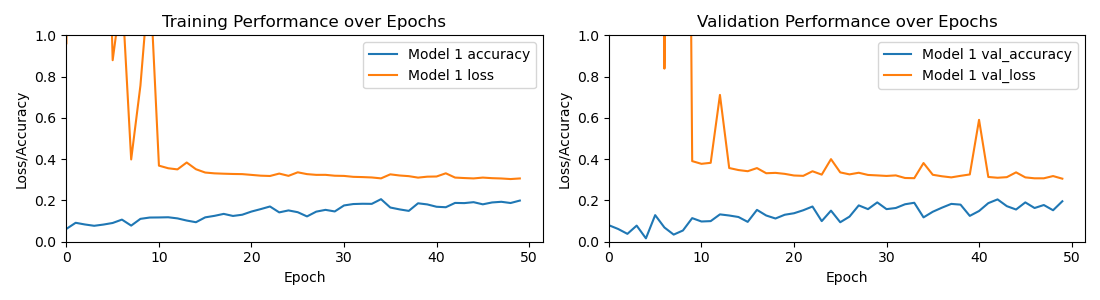 Training Performance over Epochs
Loss/Accuracy
1.0
0.8
0.6
0.4
0.2
0.0
Model 1 accuracy
Model 1 loss
0
10
20
30
40
50
Epoch
Validation Performance over Epochs
Loss/Accuracy
1.0
0.8
0.6
0.4
0.2
0.0
Model 1 val_accuracy
Model 1 val_loss
0
10
20
30
40
50
Epoch